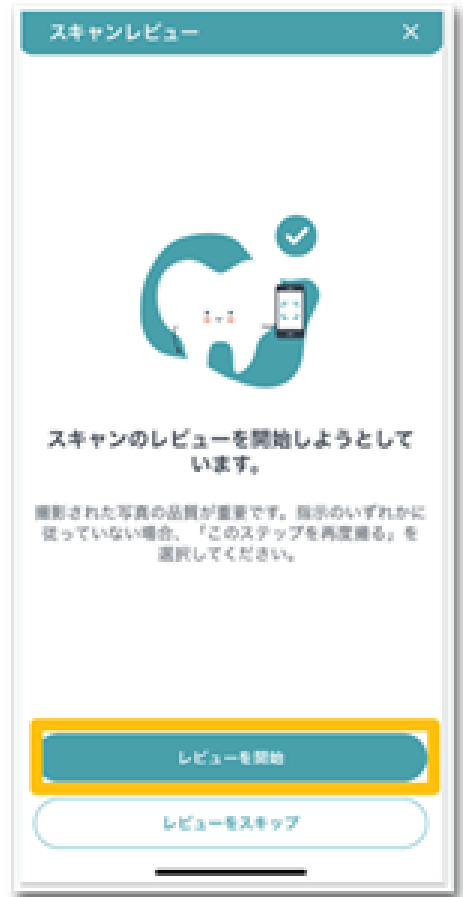 スキャンレビュー ×
スキャンのレビューを開始しようとして
います。
撮影された写真の品質が重要です。指示のいずれかに
従っていない場合、「このステップを再度撮る」を
選択してください。
レビューを開始
レビューをスキップ